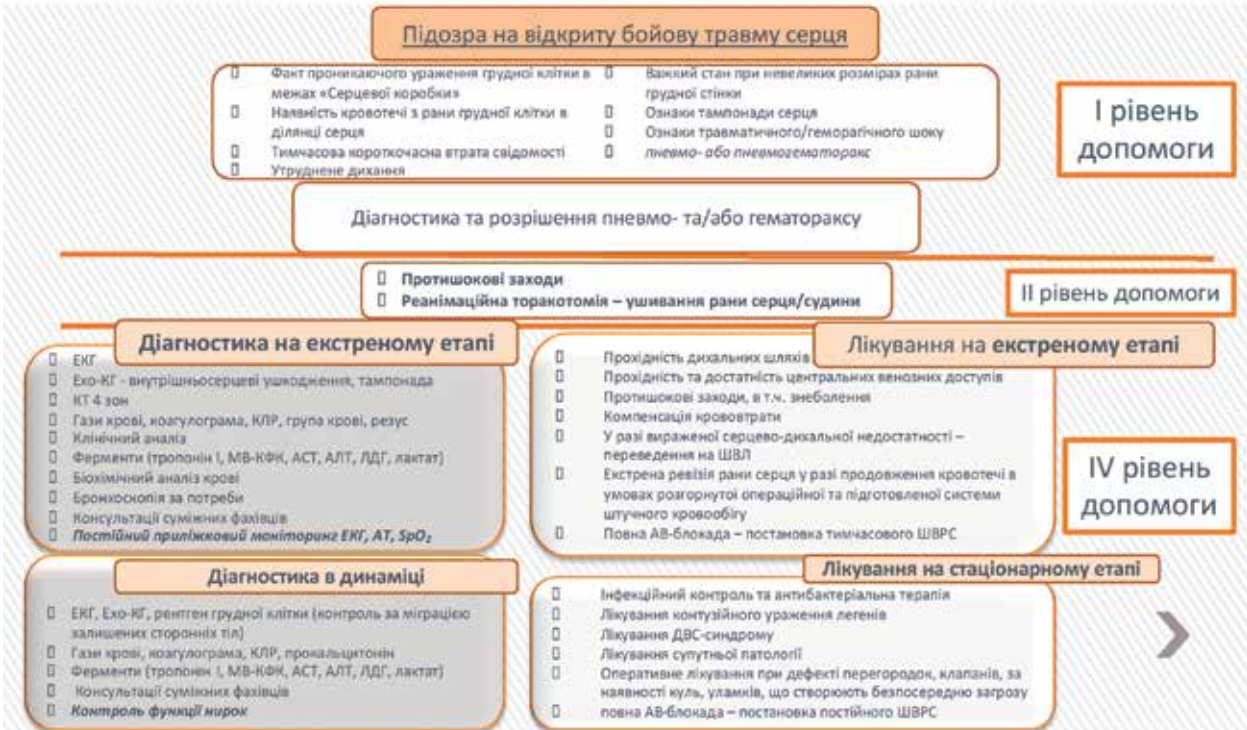 Підозра на відкриту бойову травму серця
Факт проникаючого ураження грудної клітки в
межах «Серцевої коробки»
Наявність кровотечі з рани грудної клітки в
ділянці серця
Тимчасова короткочасна втрата свідомості
Утруднене дихання
Важкий стан при невеликих розмірах рани
грудної стінки
Ознаки тампонади серця
Ознаки травматичного/геморагічного шоку
пневмо- або пневмогематоракс
І рівень
допомоги
Діагностика та розрішення пневмо- та/або гематораксу
Протишокові заходи
Реанімаційна торакотомія – ушивання рани серця/судини
ІІ рівень допомоги
Діагностика на екстреному етапі
ЕКГ
Ехо-КГ - внутрішньосерцеві ушкодження, тампонада
КТ 4 зон
Гази крові, коагулограма, КЛР, група крові, резус
Клінічний аналіз
Ферменти (тропонін І, МВ-КФК, АСТ, АЛТ, ЛДГ, лактат)
Біохімічний аналіз крові
Бронхоскопія за потреби
Консультації суміжних фахівців
Постійний приліжковий моніторинг ЕКГ, АТ, SpO₂
Лікування на екстреному етапі
Прохідність дихальних шляхів
Прохідність та достатність центральних венозних доступів
Протишокові заходи, в т.ч. знеболення
Компенсація крововтрати
У разі вираженої серцево-дихальної недостатності –
переведення на ШВЛ
Екстрена ревізія рани серця у разі продовження кровотечі в
умовах розгорнутої операційної та підготовленої системи
штучного кровообігу
Повна АВ-блокада – постановка тимчасового ШВРС
IV рівень
допомоги
Діагностика в динаміці
ЕКГ, Ехо-КГ, рентген грудної клітки (контроль за міграцією
залишених сторонніх тіл)
Гази крові, коагулограма, КЛР, прокальцитонін
Ферменти (тропонін І, МВ-КФК, АСТ, АЛТ, ЛДГ, лактат)
Консультації суміжних фахівців
Контроль функції нирок
Лікування на стаціонарному етапі
Інфекційний контроль та антибактеріальна терапія
Лікування контузійного ураження легенів
Лікування ДВС-синдрому
Лікування супутньої патології
Оперативне лікування при дефекті перегородок, клапанів, за
наявності куль, уламків, що створюють безпосередню загрозу
повна АВ-блокада – постановка постійного ШВРС